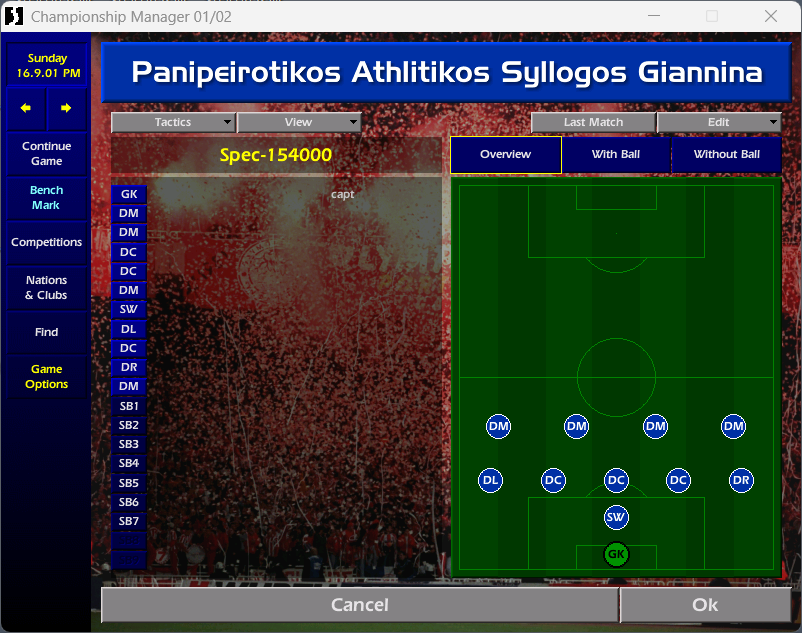 Championship Manager 01/02
Sunday
16.9.01 PM
Panipeirotikos Athlitikos Syllogos Giannina
Tactics
View
Last Match
Edit
Continue
Game
Bench
Mark
Competitions
Nations
& Clubs
Find
Game
Options
Spec-154000
Overview
With Ball
Without Ball
GK capt
DM
DM
DC
DC
DM
SW
DL
DC
DR
DM
SB1
SB2
SB3
SB4
SB5
SB6
SB7
DM DM DM DM
DL DC DC DC DR
SW
GK
Cancel
Ok